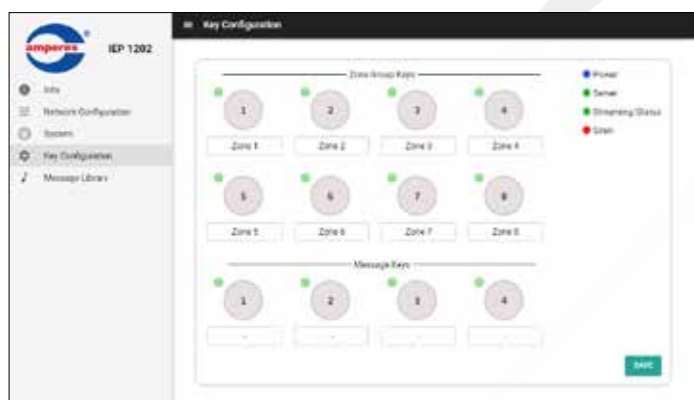 amperes
IEP 1202
Key Configuration
Info
Network Configuration
System
Key Configuration
Message Library
Zone Group Keys
1 2 3 4
Zone 1 Zone 2 Zone 3 Zone 4
5 6 7 8
Zone 5 Zone 6 Zone 7 Zone 8
Message Keys
1 2 3 4
- - - -
Power
Server
Streaming Status
Siren
SAVE